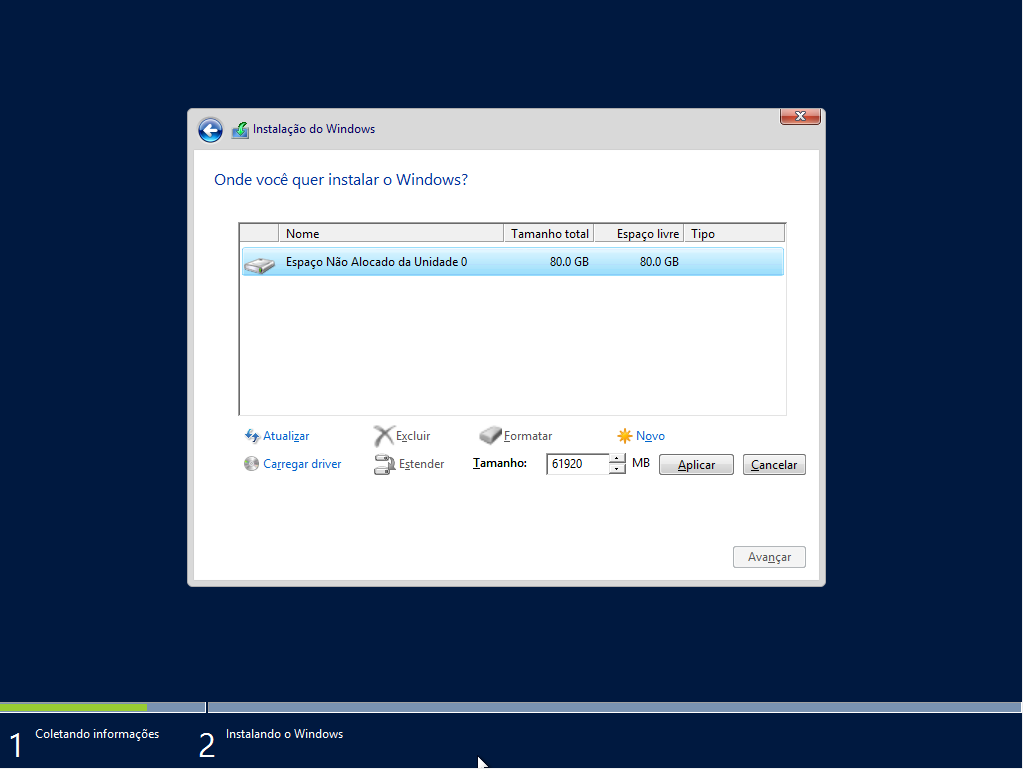 Instalação do Windows
Onde você quer instalar o Windows?
Nome Tamanho total Espaço livre Tipo
Espaço Não Alocado da Unidade 0 80.0 GB 80.0 GB
Atualizar Excluir Formatar Novo
Carregar driver Estender Tamanho: 61920 MB Aplicar Cancelar
Avançar
1 Coletando informações 2 Instalando o Windows